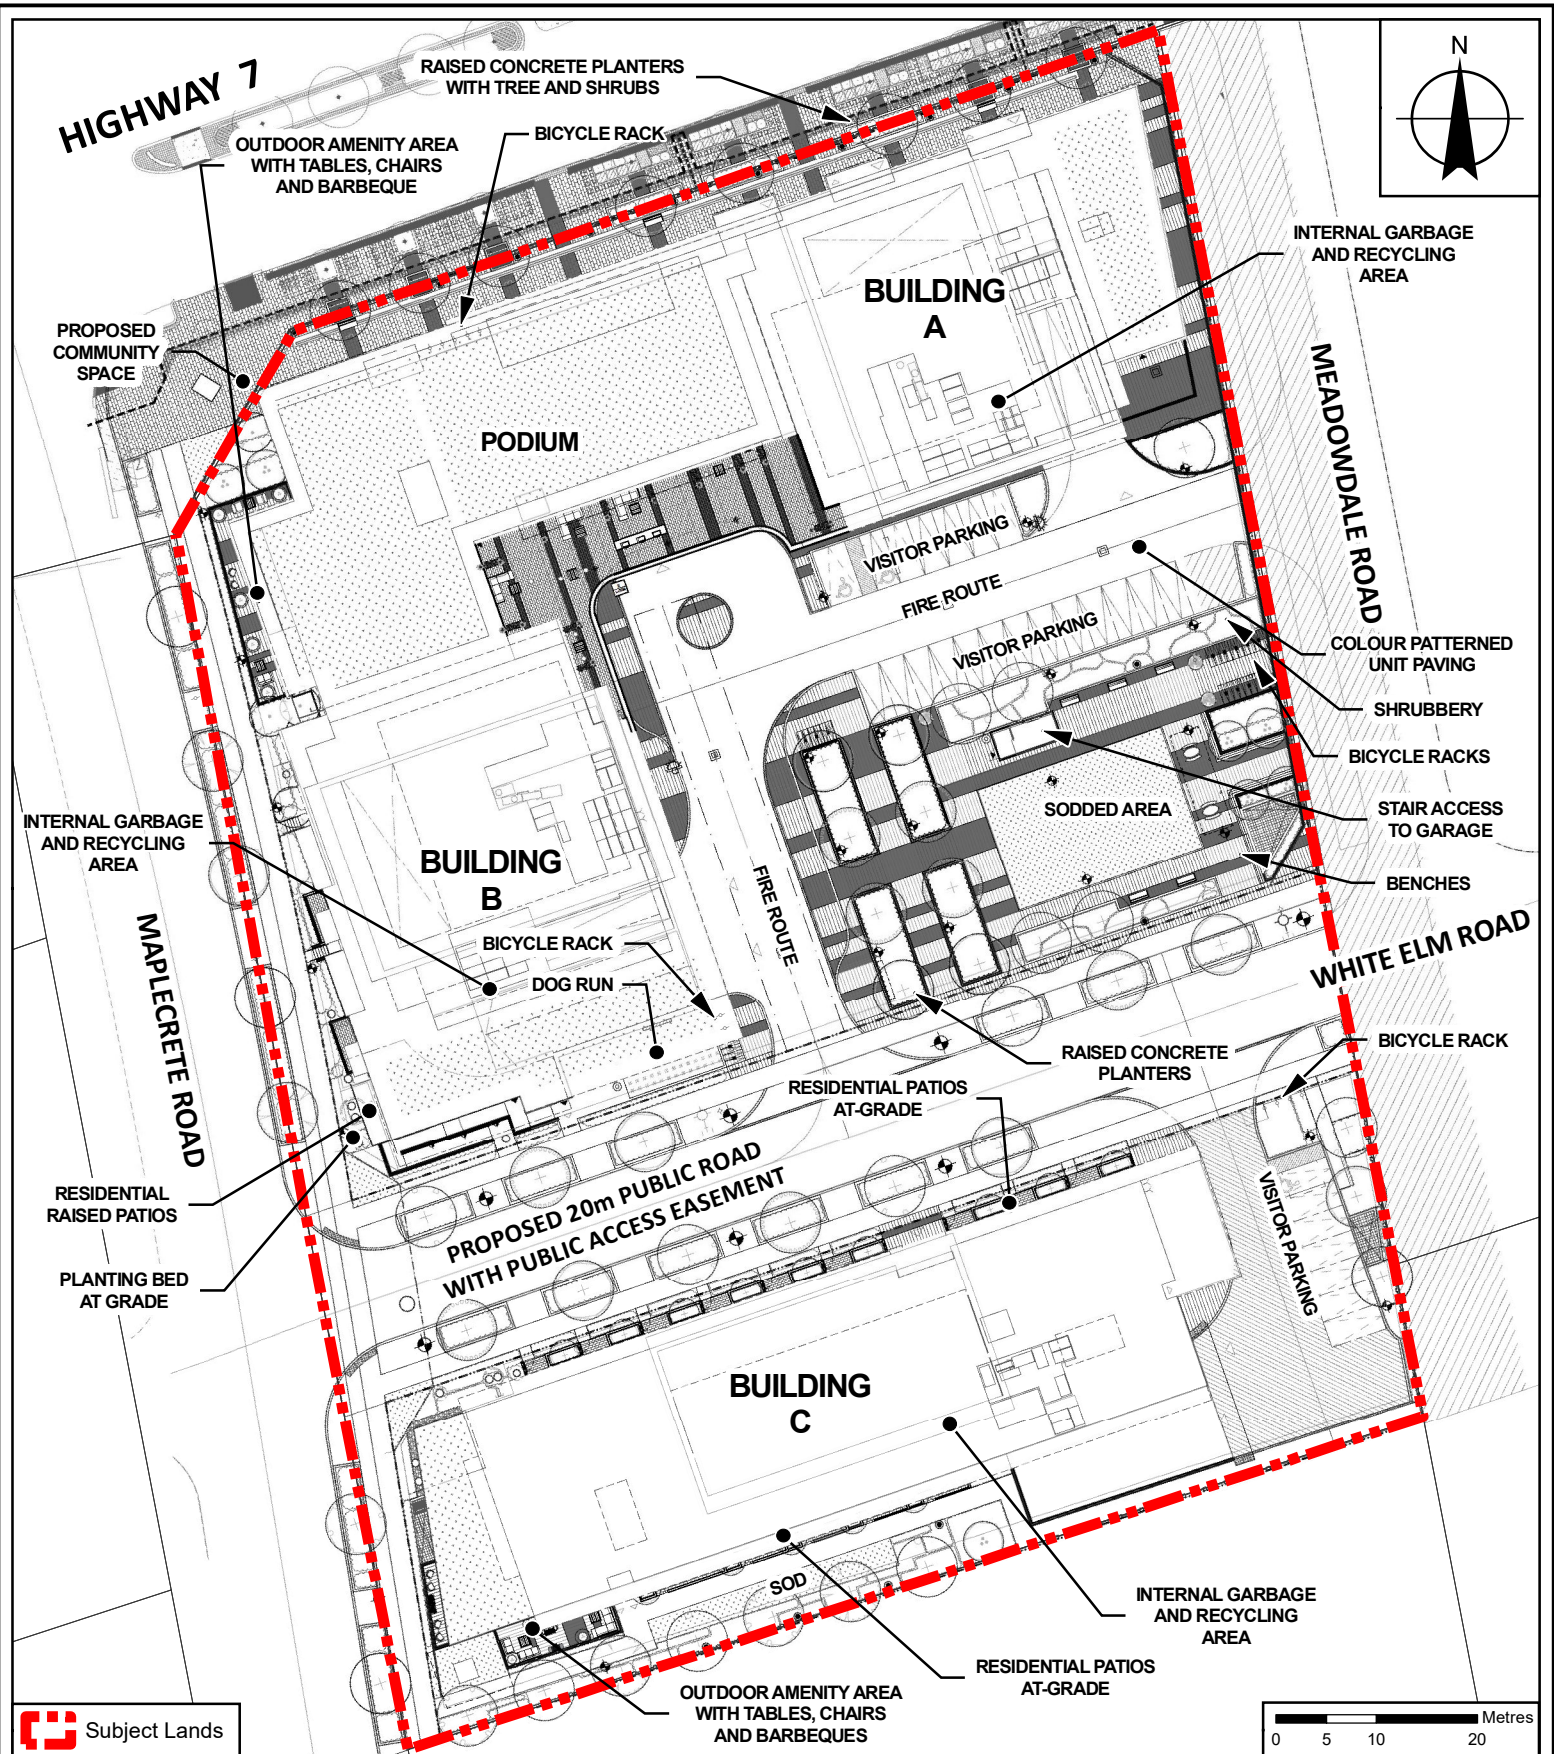 HIGHWAY 7
RAISED CONCRETE PLANTERS
WITH TREE AND SHRUBS
N
BICYCLE RACK
OUTDOOR AMENITY AREA
WITH TABLES, CHAIRS
AND BARBEQUE
INTERNAL GARBAGE
AND RECYCLING
AREA
BUILDING
A
PROPOSED
COMMUNITY
SPACE
MEADOWDALE ROAD
PODIUM
VISITOR PARKING
FIRE ROUTE
VISITOR PARKING
COLOUR PATTERNED
UNIT PAVING
SHRUBBERY
BICYCLE RACKS
STAIR ACCESS
TO GARAGE
SODDED AREA
INTERNAL GARBAGE
AND RECYCLING
AREA
BUILDING
B
FIRE ROUTE
BENCHES
MAPLECRETE ROAD
BICYCLE RACK
DOG RUN
WHITE ELM ROAD
RAISED CONCRETE
PLANTERS
BICYCLE RACK
RESIDENTIAL PATIOS
AT-GRADE
RESIDENTIAL
RAISED PATIOS
PROPOSED 20m PUBLIC ROAD
WITH PUBLIC ACCESS EASEMENT
VISITOR PARKING
PLANTING BED
AT GRADE
BUILDING
C
SOD
INTERNAL GARBAGE
AND RECYCLING
AREA
RESIDENTIAL PATIOS
AT-GRADE
OUTDOOR AMENITY AREA
WITH TABLES, CHAIRS
AND BARBEQUES
Subject Lands
Metres
0 5 10 20